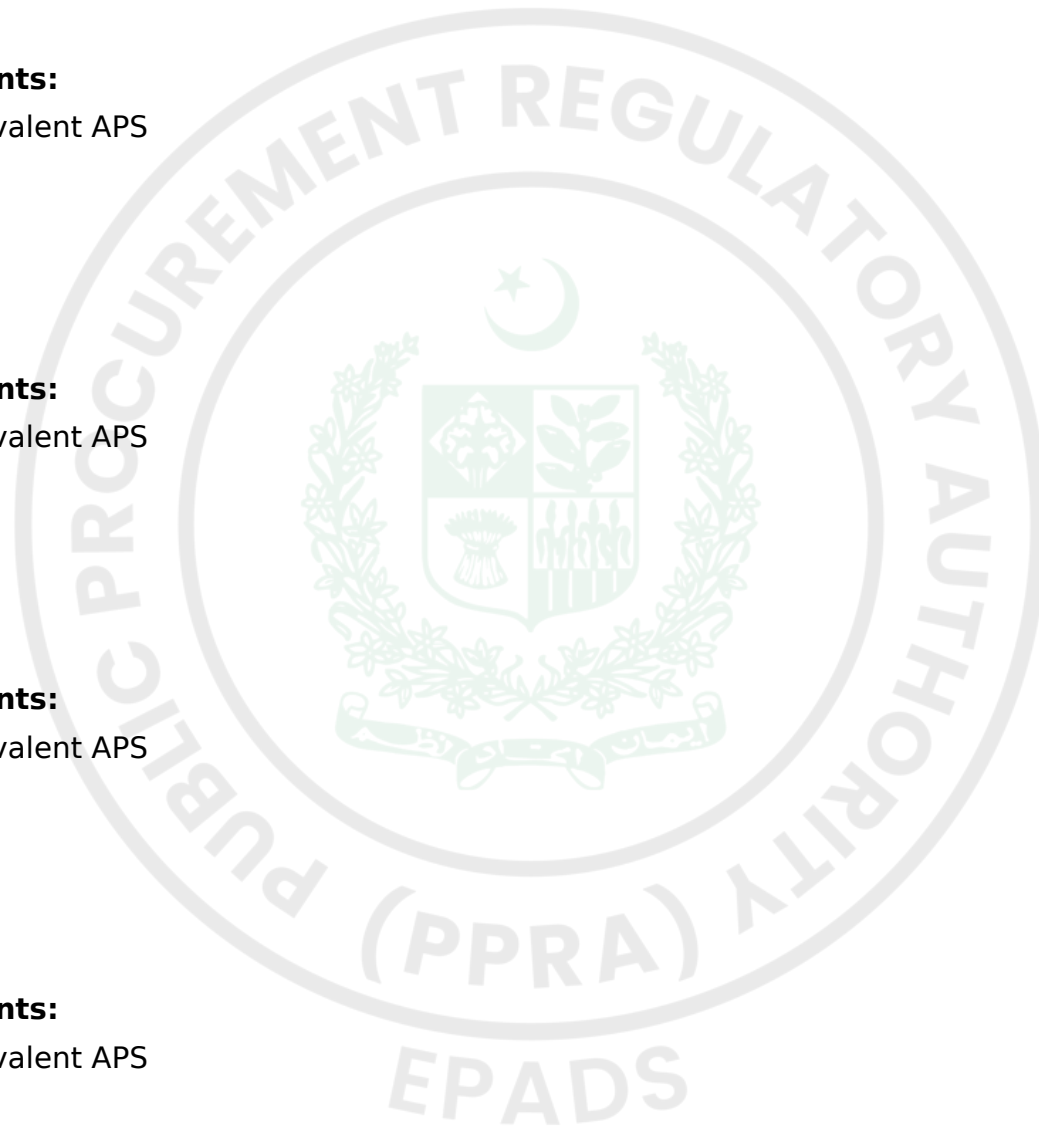 nts:
valent APS
nts:
valent APS
nts:
valent APS
nts:
valent APS
PUBLIC PROCUREMENT REGULATORY AUTHORITY
(PPRA)
EPADS